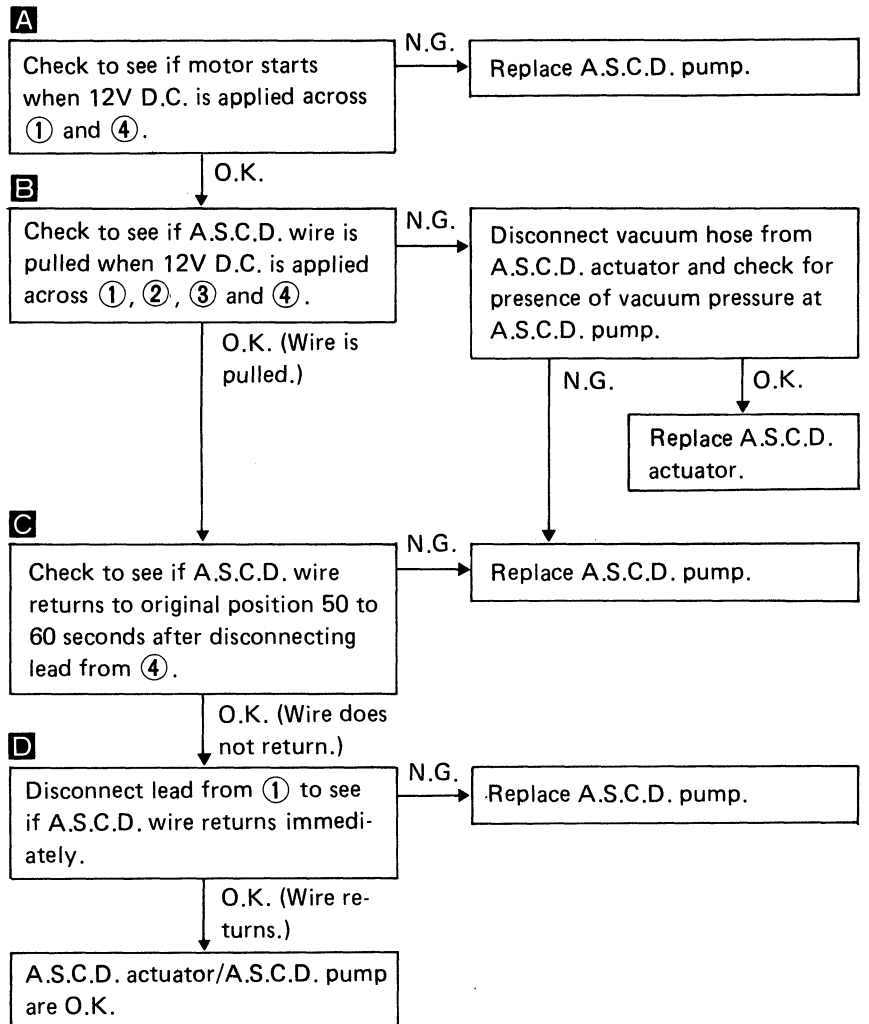 A
Check to see if motor starts
when 12V D.C. is applied across
① and ④.
N.G.
Replace A.S.C.D. pump.
O.K.
B
Check to see if A.S.C.D. wire is
pulled when 12V D.C. is applied
across ①, ②, ③ and ④.
N.G.
Disconnect vacuum hose from
A.S.C.D. actuator and check for
presence of vacuum pressure at
A.S.C.D. pump.
O.K. (Wire is
pulled.)
N.G.
O.K.
Replace A.S.C.D.
actuator.
C
Check to see if A.S.C.D. wire
returns to original position 50 to
60 seconds after disconnecting
lead from ④.
N.G.
Replace A.S.C.D. pump.
O.K. (Wire does
not return.)
D
Disconnect lead from ① to see
if A.S.C.D. wire returns immedi-
ately.
N.G.
Replace A.S.C.D. pump.
O.K. (Wire re-
turns.)
A.S.C.D. actuator/A.S.C.D. pump
are O.K.